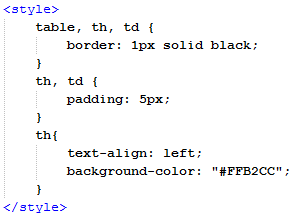 <style>
table, th, td {
border: 1px solid black;
}
th, td {
padding: 5px;
}
th{
text-align: left;
background-color: "#FFB2CC";
}
</style>